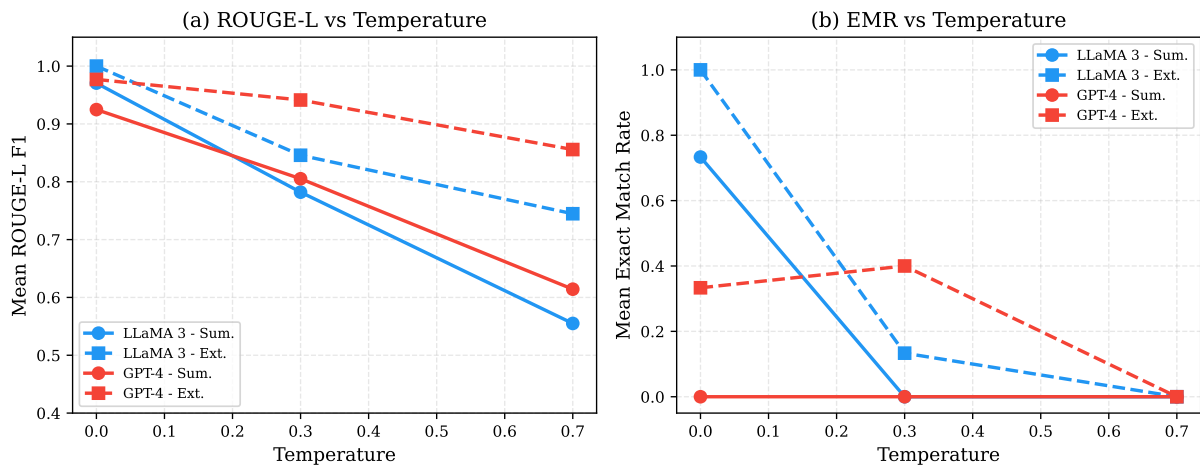 (a) ROUGE-L vs Temperature
Mean ROUGE-L F1
1.0
0.9
0.8
0.7
0.6
0.5
0.4
LLaMA 3 - Sum.
LLaMA 3 - Ext.
GPT-4 - Sum.
GPT-4 - Ext.
0.0 0.1 0.2 0.3 0.4 0.5 0.6 0.7
Temperature
(b) EMR vs Temperature
Mean Exact Match Rate
1.0
0.8
0.6
0.4
0.2
0.0
LLaMA 3 - Sum.
LLaMA 3 - Ext.
GPT-4 - Sum.
GPT-4 - Ext.
0.0 0.1 0.2 0.3 0.4 0.5 0.6 0.7
Temperature